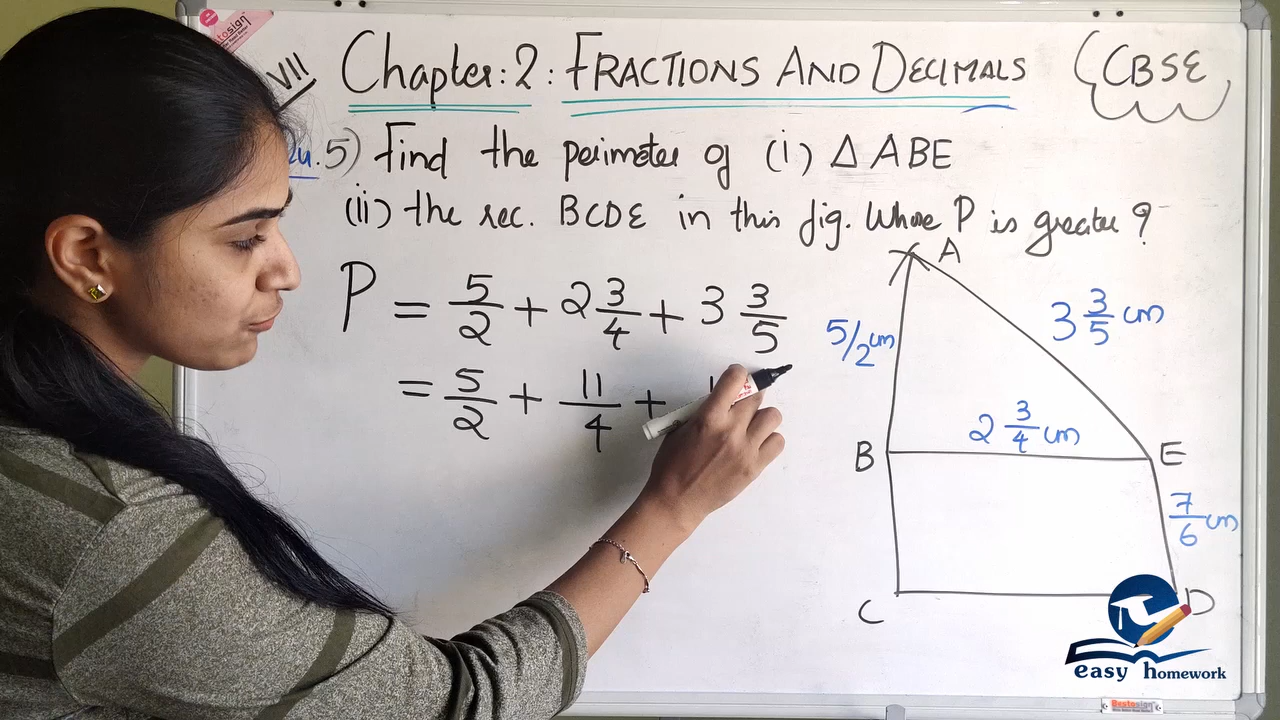 VII Chapter:2: FRACTIONS AND DECIMALS (CBSE
5) Find the perimeter of (i) Δ ABE
(ii) the rec. BCDE in this fig. Whose P is greater?
P = 5/2 + 2 3/4 + 3 3/5
= 5/2 + 11/4 +
A
3 3/5 cm
5/2 cm
2 3/4 cm
B
E
7/6 cm
C
D
easy homework
Bestosign